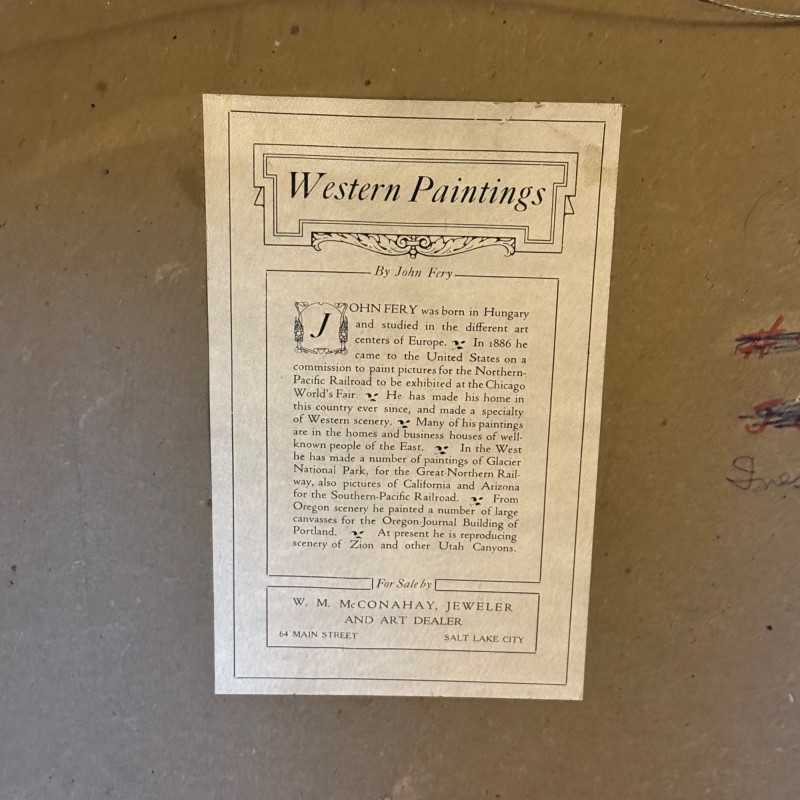 Western Paintings
By John Fery
JOHN FERY was born in Hungary
and studied in the different art
centers of Europe. In 1886 he
came to the United States on a
commission to paint pictures for the Northern-
Pacific Railroad to be exhibited at the Chicago
World's Fair. He has made his home in
this country ever since, and made a specialty
of Western scenery. Many of his paintings
are in the homes and business houses of well-
known people of the East. In the West
he has made a number of paintings of Glacier
National Park, for the Great-Northern Rail-
way, also pictures of California and Arizona
for the Southern-Pacific Railroad. From
Oregon scenery he painted a number of large
canvasses for the Oregon-Journal Building of
Portland. At present he is reproducing
scenery of Zion and other Utah Canyons.
For Sale by
W. M. McCONAHAY, JEWELER
AND ART DEALER
64 MAIN STREET SALT LAKE CITY